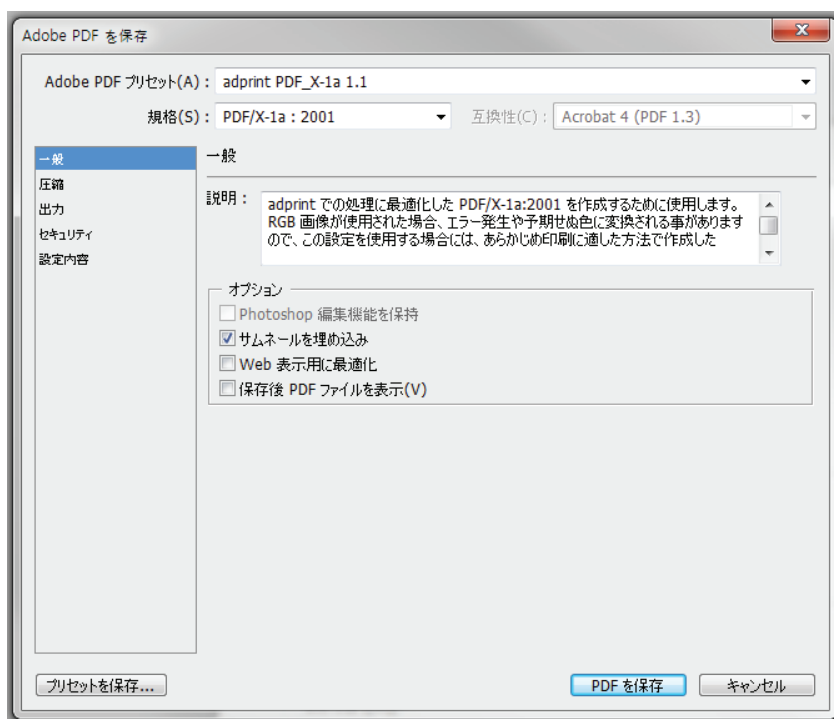 Adobe PDF を保存
Adobe PDF プリセット(A) : adprint PDF_X-1a 1.1
規格(S) : PDF/X-1a : 2001 互換性(C) : Acrobat 4 (PDF 1.3)
一般
圧縮
出力
セキュリティ
設定内容
一般
説明 : adprint での処理に最適化した PDF/X-1a:2001 を作成するために使用します。
RGB 画像が使用された場合、エラー発生や予期せぬ色に変換される事があります
ので、この設定を使用する場合には、あらかじめ印刷に適した方法で作成した
オプション
Photoshop 編集機能を保持
サムネールを埋め込み
Web 表示用に最適化
保存後 PDF ファイルを表示(V)
プリセットを保存... PDF を保存 キャンセル